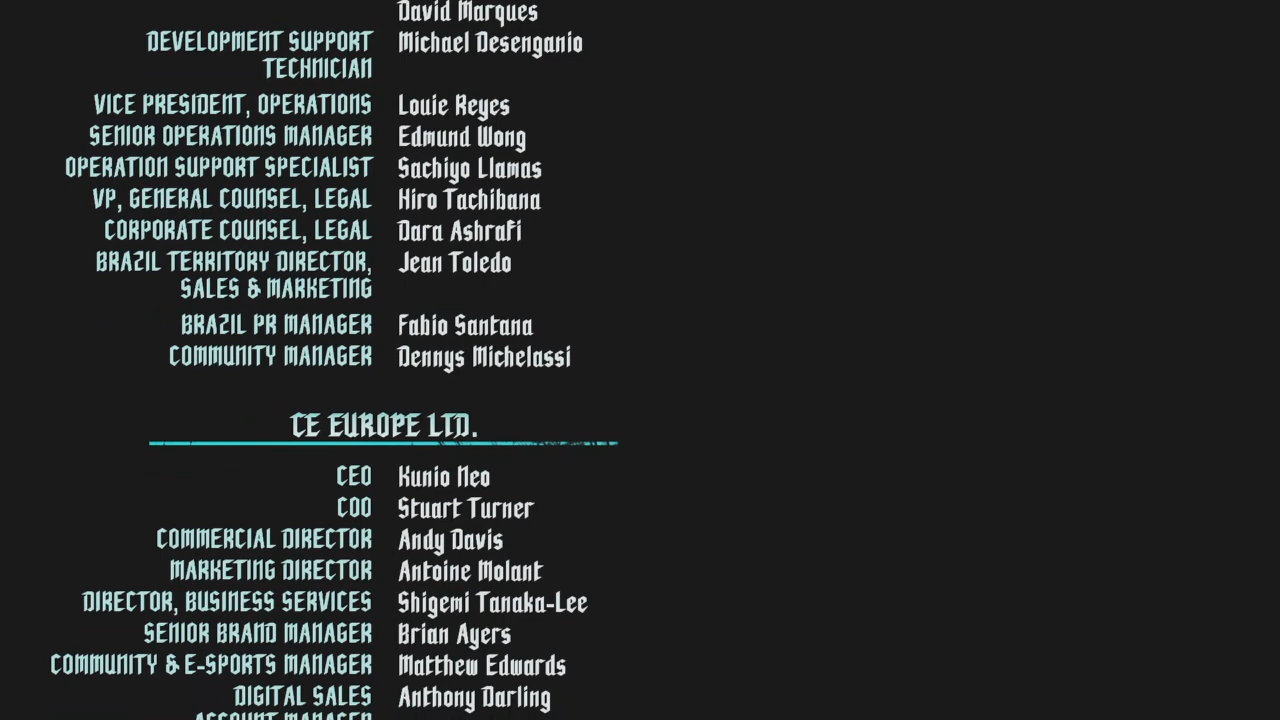 David Marques
DEVELOPMENT SUPPORT Michael Desenganio
TECHNICIAN
VICE PRESIDENT, OPERATIONS Louie Reyes
SENIOR OPERATIONS MANAGER Edmund Wong
OPERATION SUPPORT SPECIALIST Sachiyo Llamas
VP, GENERAL COUNSEL, LEGAL Hiro Tachibana
CORPORATE COUNSEL, LEGAL Dara Ashrafi
BRAZIL TERRITORY DIRECTOR, Jean Toledo
SALES & MARKETING
BRAZIL PR MANAGER Fabio Santana
COMMUNITY MANAGER Dennys Michelassi
CE EUROPE LTD.
CEO Kunio Neo
COO Stuart Turner
COMMERCIAL DIRECTOR Andy Davis
MARKETING DIRECTOR Antoine Molant
DIRECTOR, BUSINESS SERVICES Shigemi Tanaka-Lee
SENIOR BRAND MANAGER Brian Ayers
COMMUNITY & E-SPORTS MANAGER Matthew Edwards
DIGITAL SALES Anthony Darling
ACCOUNT MANAGER